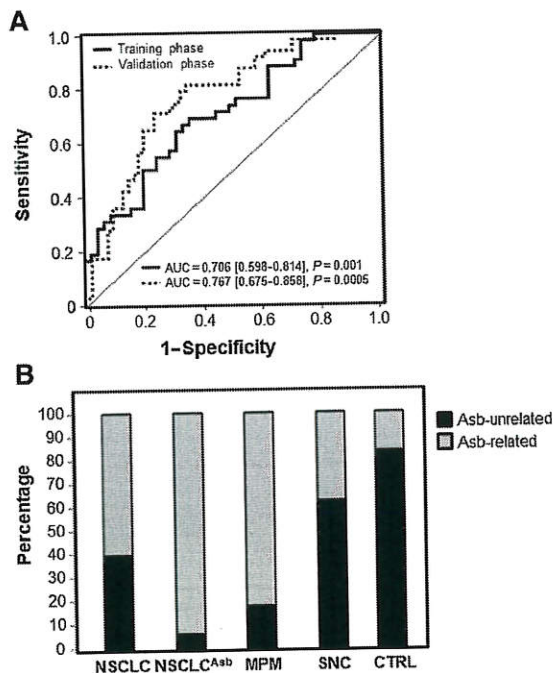 A
1.0
Training phase
Validation phase
0.8
0.6
0.4
0.2
0
Sensitivity
AUC = 0.706 [0.598-0.814], P = 0.001
AUC = 0.767 [0.675-0.858], P = 0.0005
0 0.2 0.4 0.6 0.8 1.0
1-Specificity
B
100
90
80
70
60
50
40
30
20
10
0
Percentage
Asb-unrelated
Asb-related
NSCLC NSCLCAsb MPM SNC CTRL